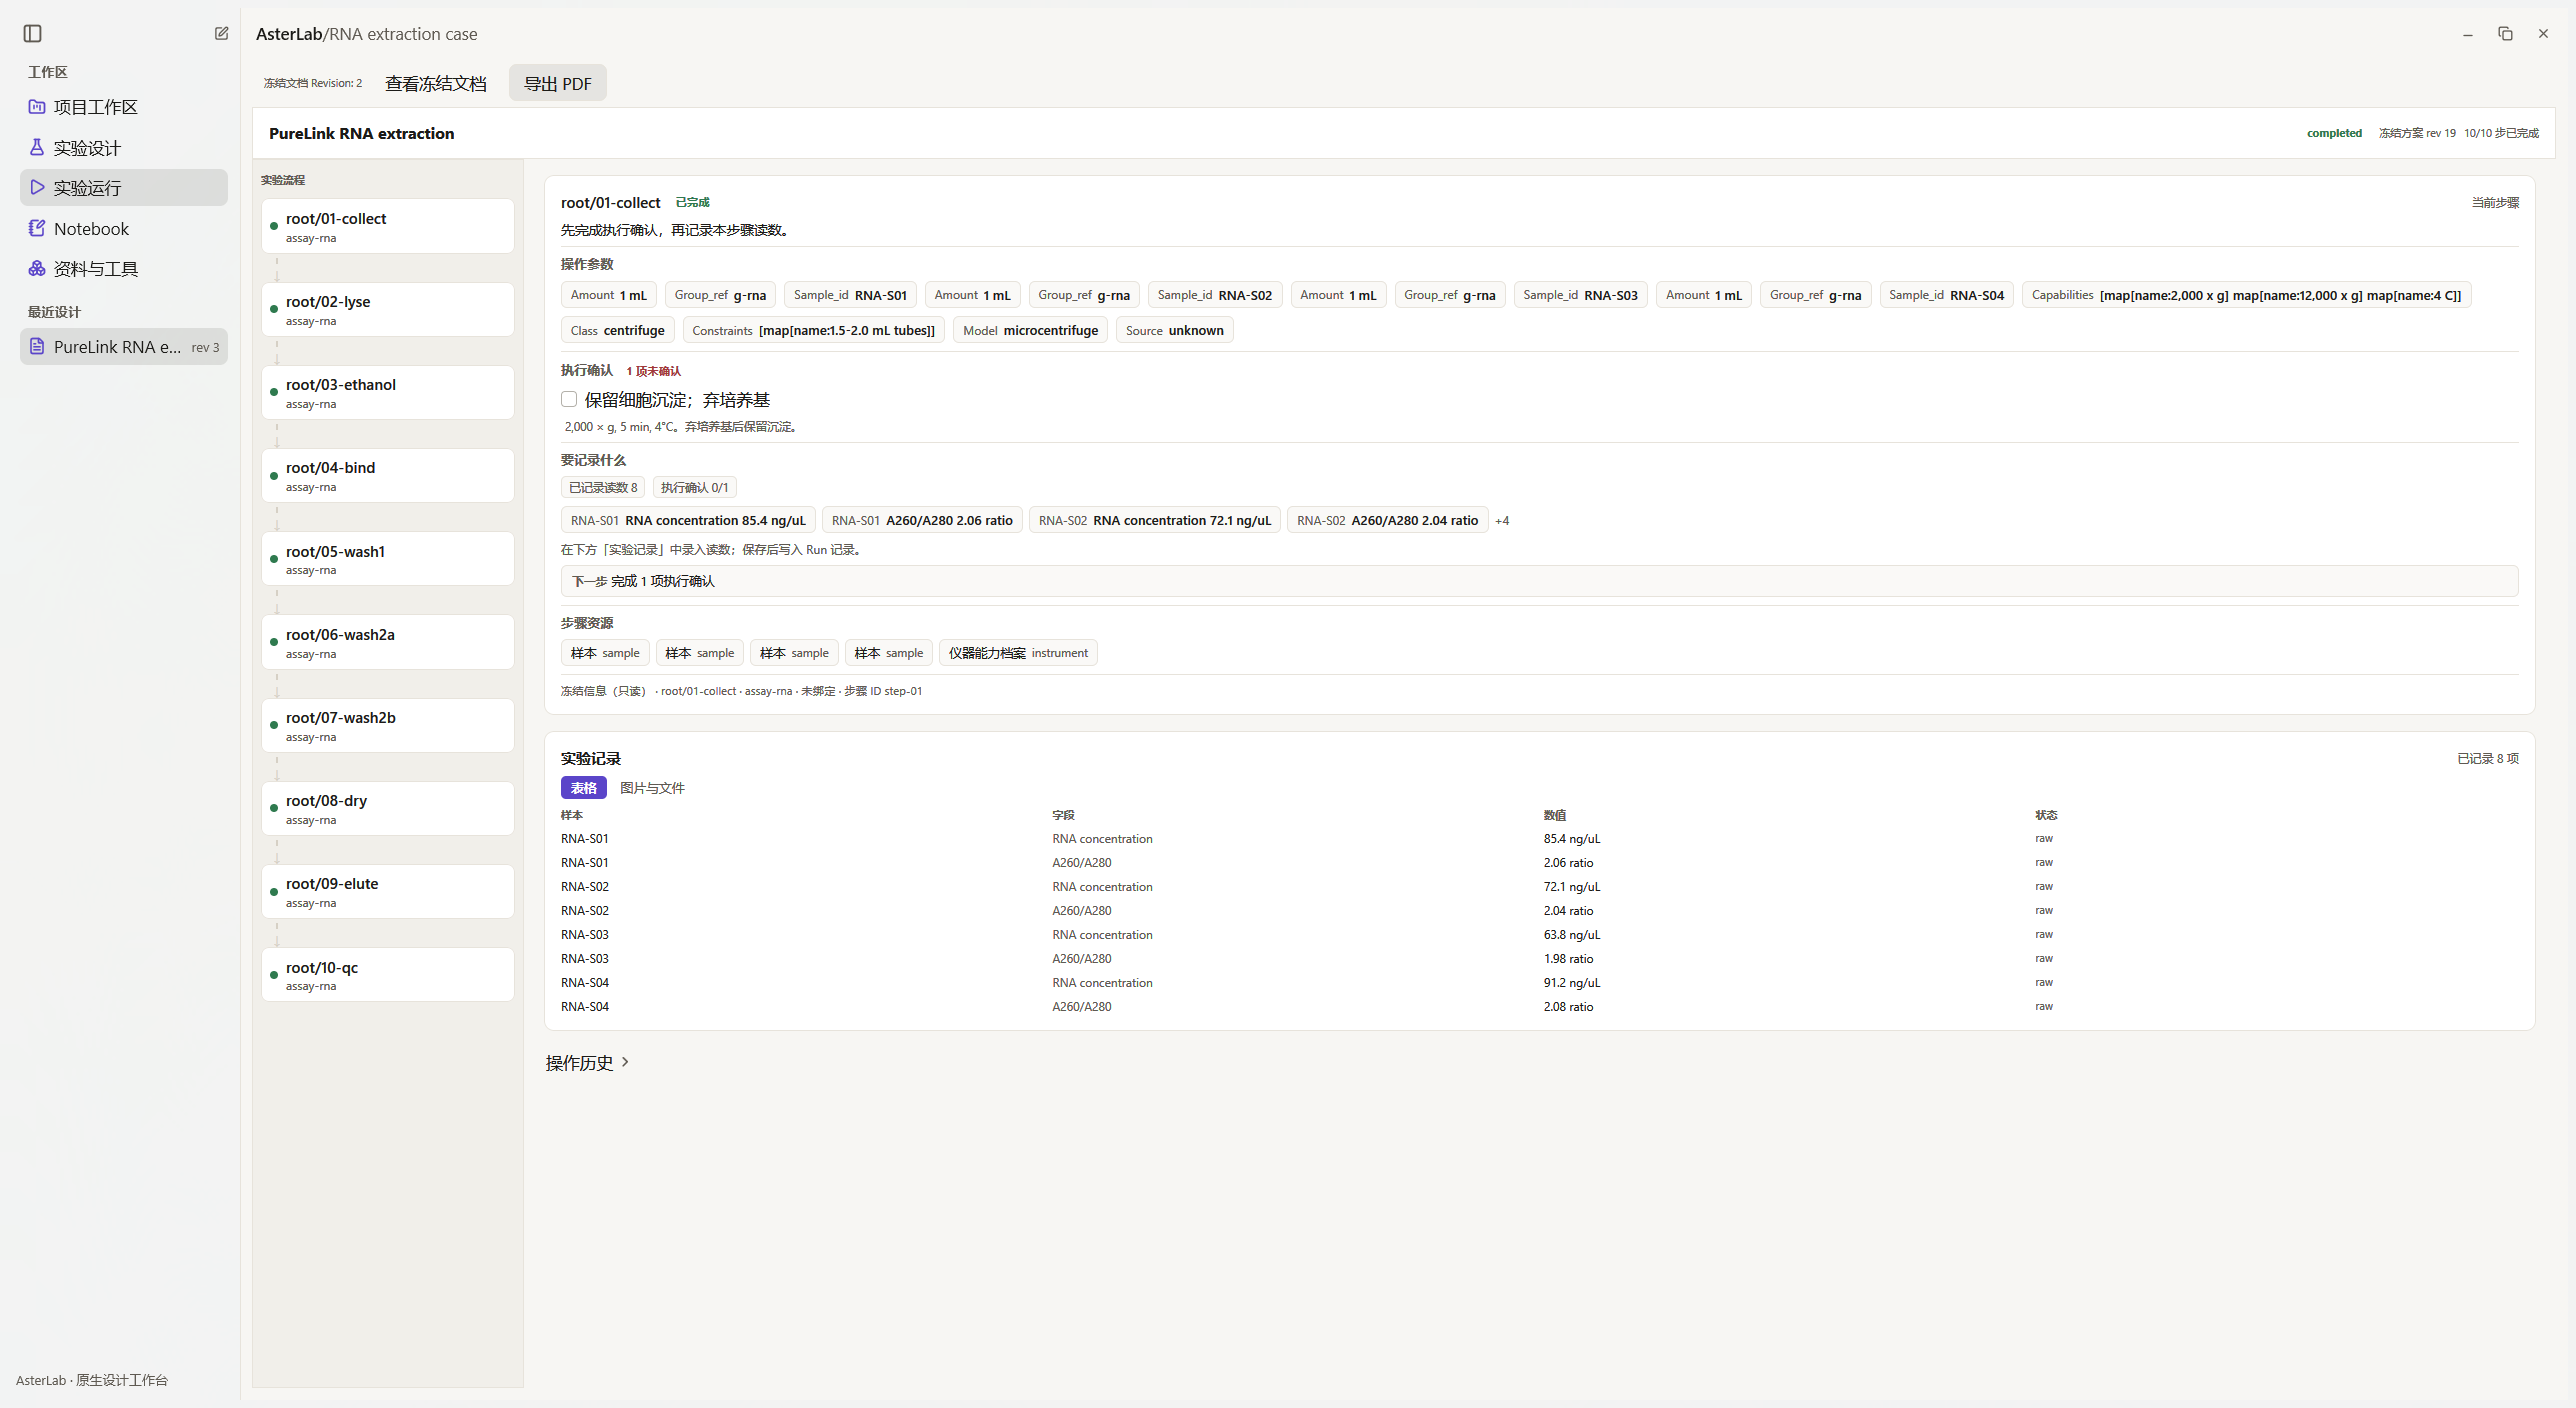 AsterLab/RNA extraction case
工作区
项目工作区
实验设计
实验运行
Notebook
资料与工具
最近设计
PureLink RNA e... rev 3
AsterLab · 原生设计工作台
冻结文档 Revision: 2 查看冻结文档 导出 PDF
PureLink RNA extraction
completed 冻结方案 rev 19 10/10 步已完成
实验流程
root/01-collect
assay-rna
root/02-lyse
assay-rna
root/03-ethanol
assay-rna
root/04-bind
assay-rna
root/05-wash1
assay-rna
root/06-wash2a
assay-rna
root/07-wash2b
assay-rna
root/08-dry
assay-rna
root/09-elute
assay-rna
root/10-qc
assay-rna
root/01-collect 已完成 当前步骤
先完成执行确认，再记录本步骤读数。
操作参数
Amount 1 mL Group_ref g-rna Sample_id RNA-S01 Amount 1 mL Group_ref g-rna Sample_id RNA-S02 Amount 1 mL Group_ref g-rna Sample_id RNA-S03 Amount 1 mL Group_ref g-rna Sample_id RNA-S04 Capabilities [map[name:2,000 x g] map[name:12,000 x g] map[name:4 C]]
Class centrifuge Constraints [map[name:1.5-2.0 mL tubes]] Model microcentrifuge Source unknown
执行确认 1 项未确认
保留细胞沉淀；弃培养基
2,000 × g, 5 min, 4°C。弃培养基后保留沉淀。
要记录什么
已记录读数 8 执行确认 0/1
RNA-S01 RNA concentration 85.4 ng/uL RNA-S01 A260/A280 2.06 ratio RNA-S02 RNA concentration 72.1 ng/uL RNA-S02 A260/A280 2.04 ratio +4
在下方「实验记录」中录入读数；保存后写入 Run 记录。
下一步 完成 1 项执行确认
步骤资源
样本 sample 样本 sample 样本 sample 样本 sample 仪器能力档案 instrument
冻结信息（只读） · root/01-collect · assay-rna · 未绑定 · 步骤 ID step-01
实验记录 已记录 8 项
表格 图片与文件
样本 字段 数值 状态
RNA-S01 RNA concentration 85.4 ng/uL raw
RNA-S01 A260/A280 2.06 ratio raw
RNA-S02 RNA concentration 72.1 ng/uL raw
RNA-S02 A260/A280 2.04 ratio raw
RNA-S03 RNA concentration 63.8 ng/uL raw
RNA-S03 A260/A280 1.98 ratio raw
RNA-S04 RNA concentration 91.2 ng/uL raw
RNA-S04 A260/A280 2.08 ratio raw
操作历史